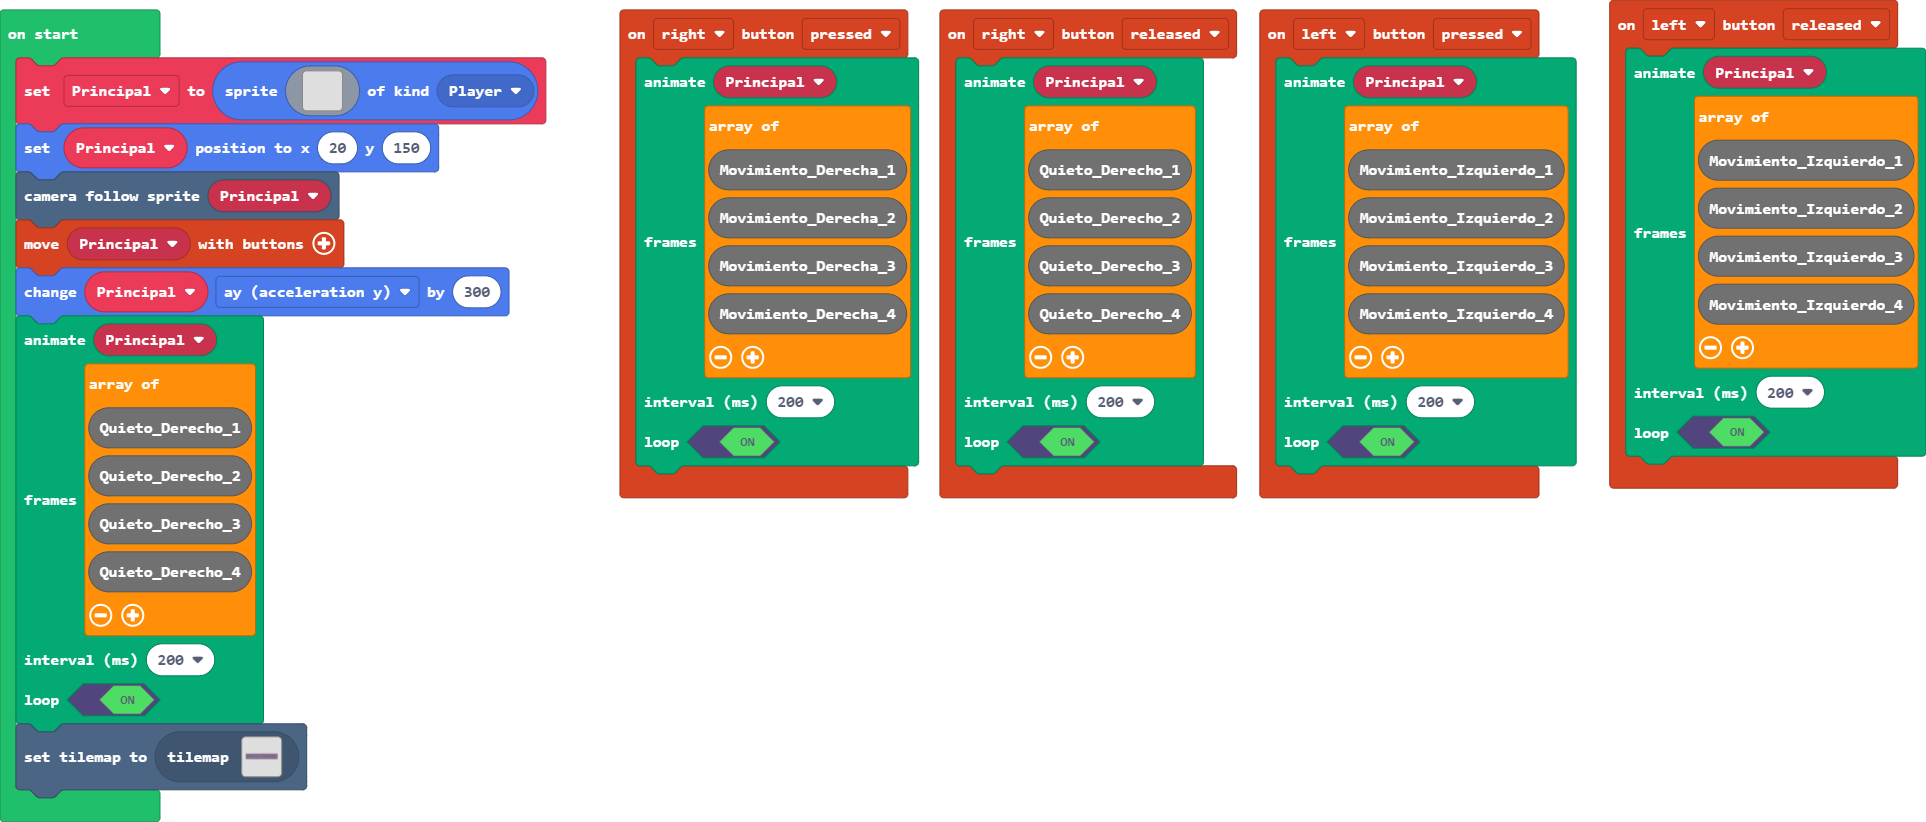 on start
set Principal to sprite of kind Player
set Principal position to x 20 y 150
camera follow sprite Principal
move Principal with buttons
change Principal ay (acceleration y) by 300
animate Principal
array of
Quieto_Derecho_1
Quieto_Derecho_2
frames
Quieto_Derecho_3
Quieto_Derecho_4
interval (ms) 200
loop ON
set tilemap to tilemap
on right button pressed
animate Principal
array of
Movimiento_Derecha_1
Movimiento_Derecha_2
frames
Movimiento_Derecha_3
Movimiento_Derecha_4
interval (ms) 200
loop ON
on right button released
animate Principal
array of
Quieto_Derecho_1
Quieto_Derecho_2
frames
Quieto_Derecho_3
Quieto_Derecho_4
interval (ms) 200
loop ON
on left button pressed
animate Principal
array of
Movimiento_Izquierdo_1
Movimiento_Izquierdo_2
frames
Movimiento_Izquierdo_3
Movimiento_Izquierdo_4
interval (ms) 200
loop ON
on left button released
animate Principal
array of
Movimiento_Izquierdo_1
Movimiento_Izquierdo_2
frames
Movimiento_Izquierdo_3
Movimiento_Izquierdo_4
interval (ms) 200
loop ON